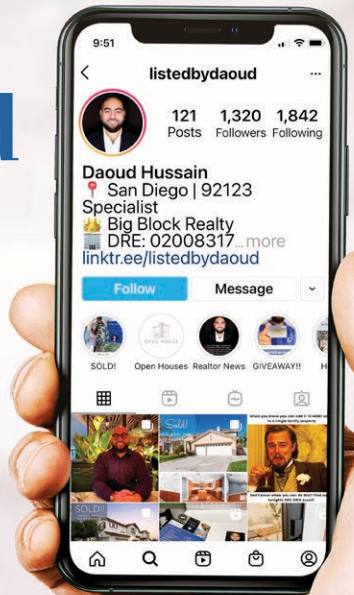 9:51
listedbydaoud
...
121 1,320 1,842
Posts Followers Following
Daoud Hussain
📍 San Diego | 92123
Specialist
👑 Big Block Realty
🏢 DRE: 02008317...more
linktr.ee/listedbydaoud
Follow Message
OPEN HOUSE
SOLD! Open Houses Realtor News GIVEAWAY!! H
Sold!
SOLD!!